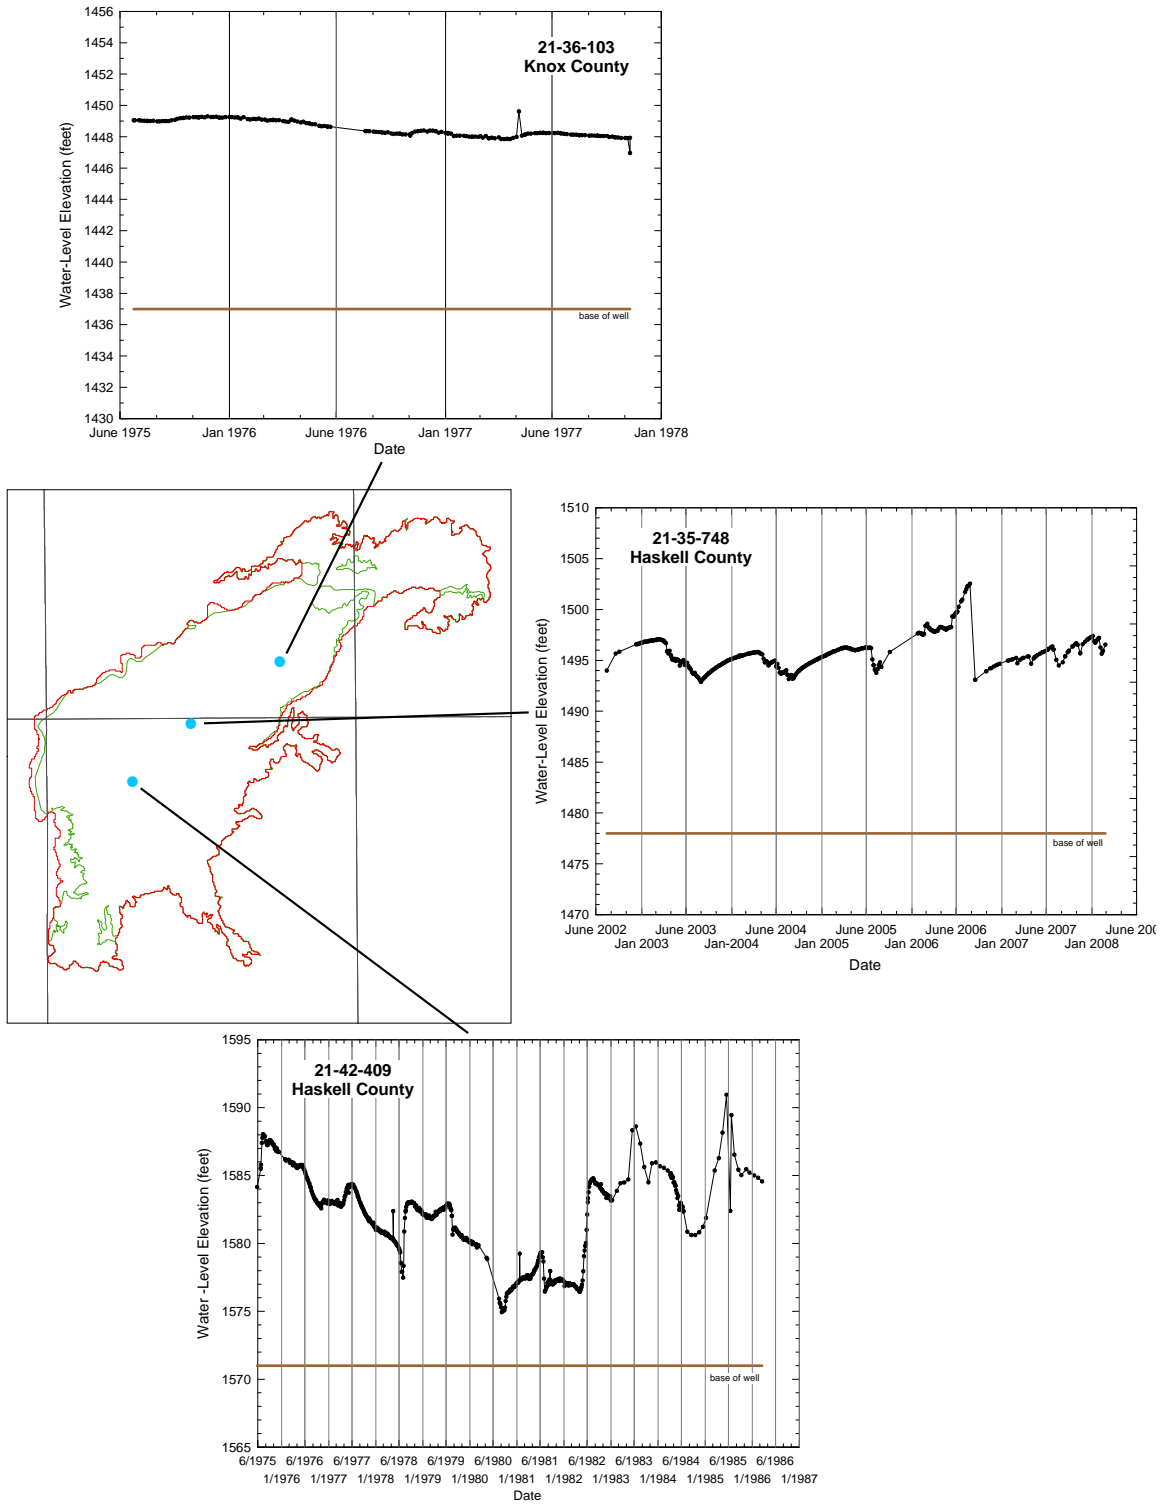 1456
1454
1452
1450
1448
1446
1444
1442
1440
1438
1436
1434
1432
1430
Water-Level Elevation (feet)
21-36-103
Knox County
base of well
June 1975 Jan 1976 June 1976 Jan 1977 June 1977 Jan 1978
Date
1510
1505
1500
1495
1490
1485
1480
1475
1470
Water-Level Elevation (feet)
21-35-748
Haskell County
base of well
June 2002 June 2003 June 2004 June 2005 June 2006 June 2007 June 200
Jan 2003 Jan-2004 Jan 2005 Jan 2006 Jan 2007 Jan 2008
Date
1595
1590
1585
1580
1575
1570
1565
Water -Level Elevation (feet)
21-42-409
Haskell County
base of well
6/1975 6/1976 6/1977 6/1978 6/1979 6/1980 6/1981 6/1982 6/1983 6/1984 6/1985 6/1986
1/1976 1/1977 1/1978 1/1979 1/1980 1/1981 1/1982 1/1983 1/1984 1/1985 1/1986 1/1987
Date